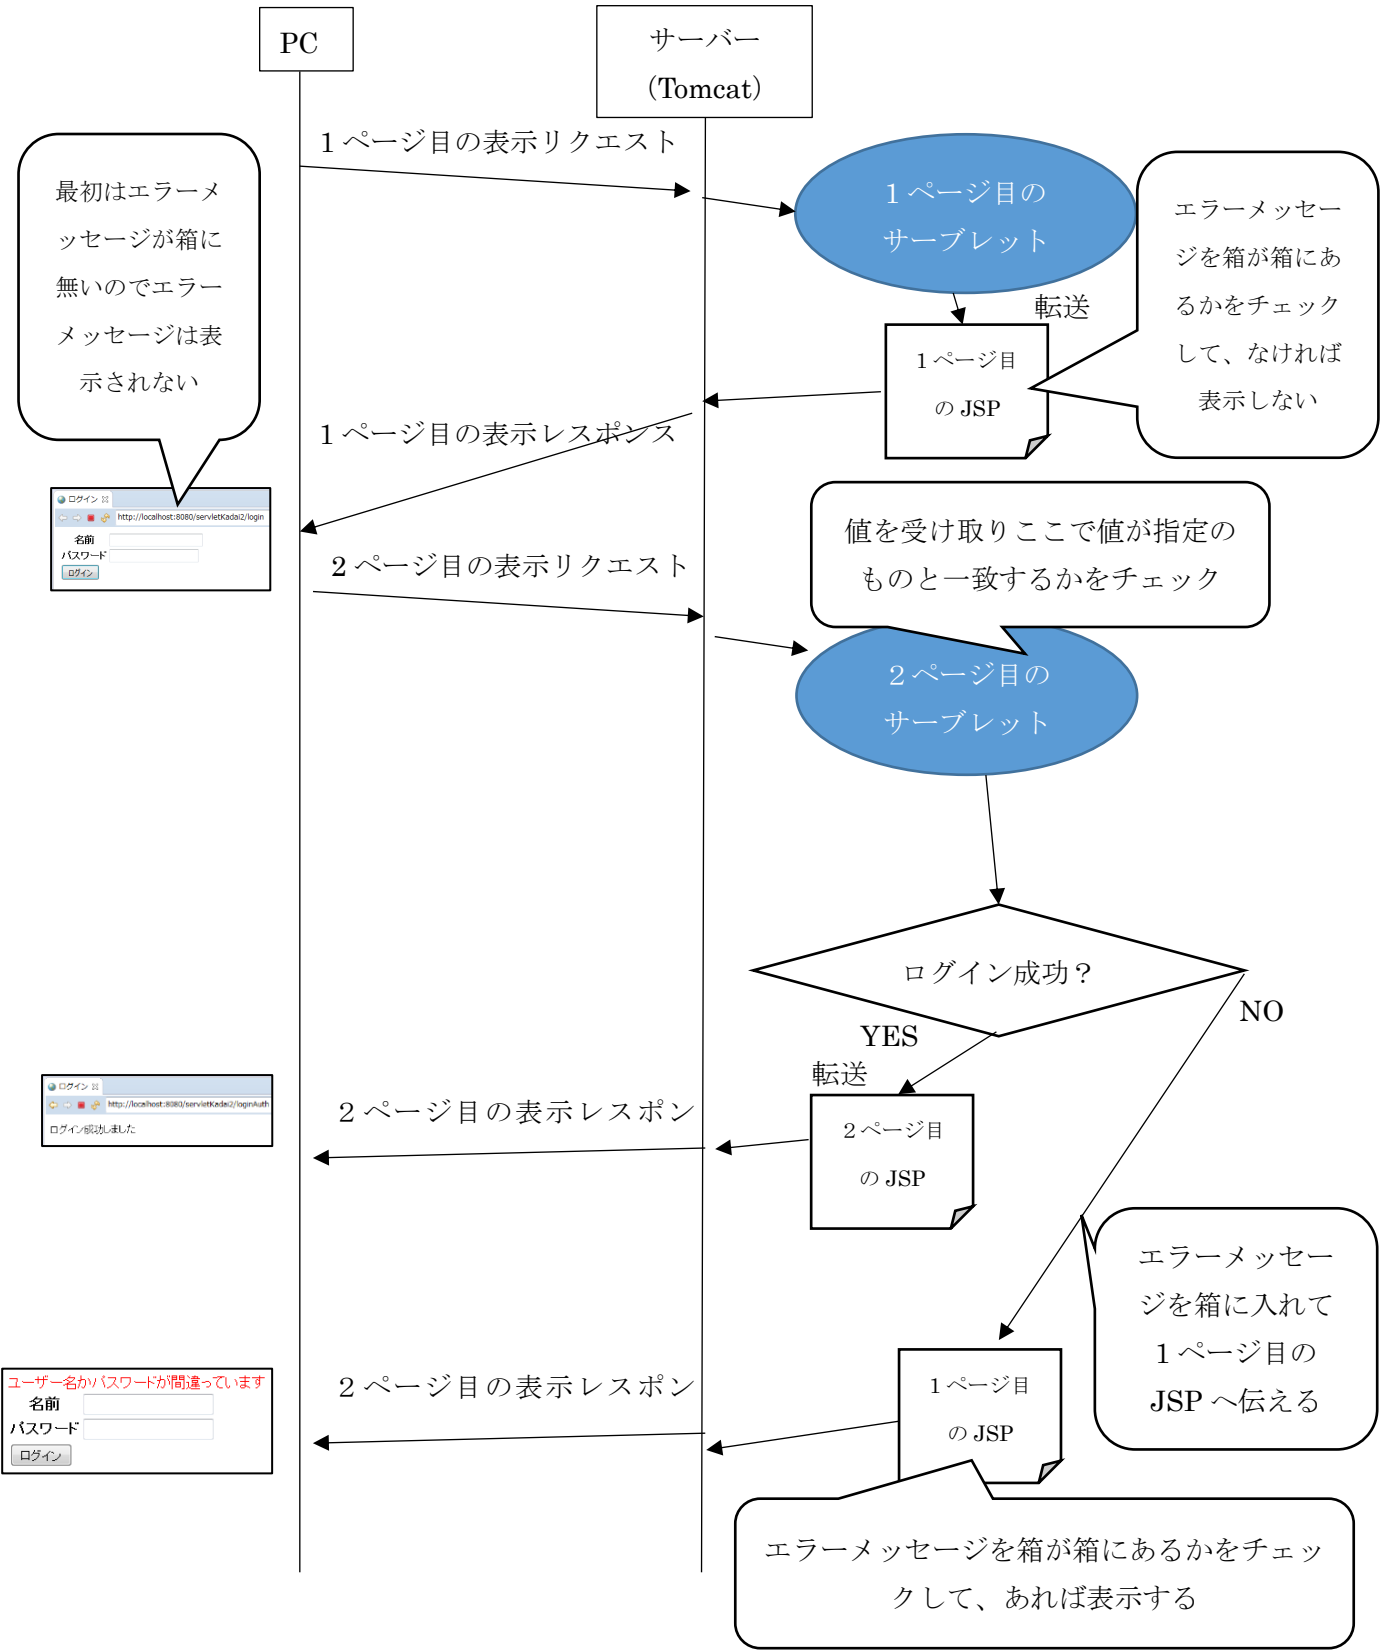 PC
サーバー
（Tomcat）
１ページ目の表示リクエスト
最初はエラーメ
ッセージが箱に
無いのでエラー
メッセージは表
示されない
１ページ目の
サーブレット
エラーメッセー
ジを箱が箱にあ
るかをチェック
して、なければ
表示しない
転送
１ページ目
の JSP
１ページ目の表示レスポンス
ログイン
http://localhost:8080/servletKadai2/login
名前
パスワード
ログイン
値を受け取りここで値が指定の
ものと一致するかをチェック
2 ページ目の表示リクエスト
２ページ目の
サーブレット
ログイン成功？
NO
YES
転送
２ページ目
の JSP
２ページ目の表示レスポン
ログイン
http://localhost:8080/servletKadai2/loginAuth
ログイン成功しました
エラーメッセー
ジを箱に入れて
１ページ目の
JSP へ伝える
１ページ目
の JSP
２ページ目の表示レスポン
ユーザー名かパスワードが間違っています
名前
パスワード
ログイン
エラーメッセージを箱が箱にあるかをチェッ
クして、あれば表示する